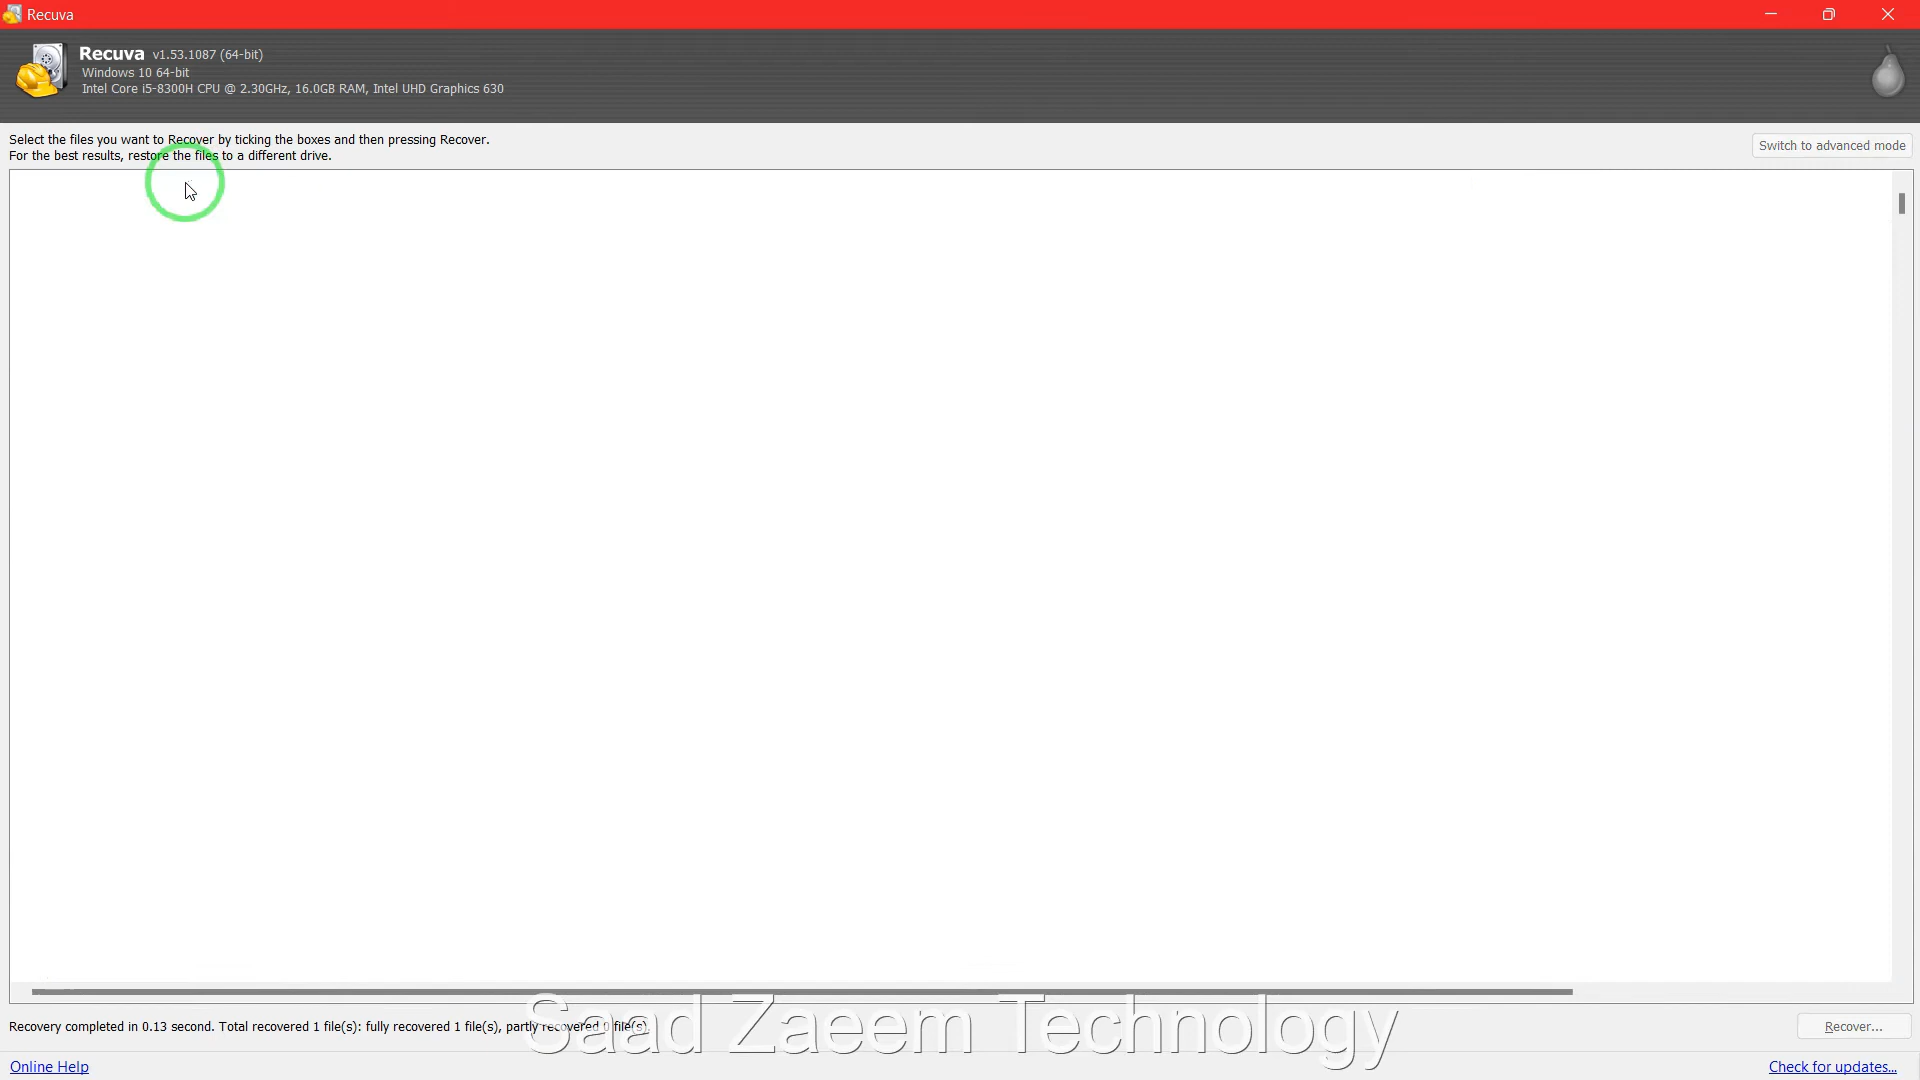 Recuva
Recuva v1.53.1087 (64-bit)
Windows 10 64-bit
Intel Core i5-8300H CPU @ 2.30GHz, 16.0GB RAM, Intel UHD Graphics 630
Select the files you want to Recover by ticking the boxes and then pressing Recover.
For the best results, restore the files to a different drive.
Switch to advanced mode
Recovery completed in 0.13 second. Total recovered 1 file(s): fully recovered 1 file(s), partly recovered 0 file(s).
Saad Zaeem Technology
Recover...
Online Help
Check for updates...